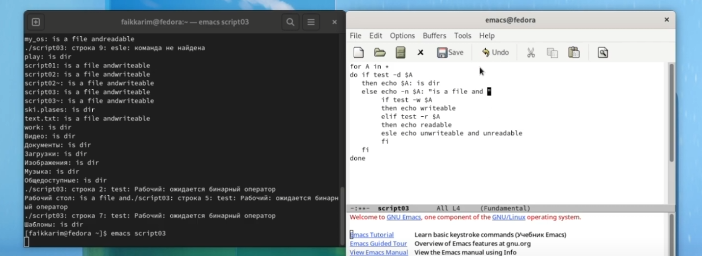 faikkarim@fedora:~ — emacs script03
my_os: is a file andreadable
./script03: строка 9: esle: команда не найдена
play: is dir
script01: is a file andwriteable
script02: is a file andwriteable
script02~: is a file andwriteable
script03: is a file andwriteable
script03~: is a file andwriteable
ski.plases: is dir
text.txt: is a file andwriteable
work: is dir
Видео: is dir
Документы: is dir
Загрузки: is dir
Изображения: is dir
Музыка: is dir
Общедоступные: is dir
./script03: строка 2: test: Рабочий: ожидается бинарный оператор
Рабочий стол: is a file and./script03: строка 5: test: Рабочий: ожидается бинарн
ый оператор
./script03: строка 7: test: Рабочий: ожидается бинарный оператор
Шаблоны: is dir
[faikkarim@fedora ~]$ emacs script03
emacs@fedora
File Edit Options Buffers Tools Help
Save Undo
for A in *
do if test -d $A
then echo $A: is dir
else echo -n $A: "is a file and "
if test -w $A
then echo writeable
elif test -r $A
then echo readable
esle echo unwriteable and unreadable
fi
fi
done
-:**- script03 All L4 (Fundamental)
Welcome to GNU Emacs, one component of the GNU/Linux operating system.
Emacs Tutorial Learn basic keystroke commands (Учебник Emacs)
Emacs Guided Tour Overview of Emacs features at gnu.org
View Emacs Manual View the Emacs manual using Info